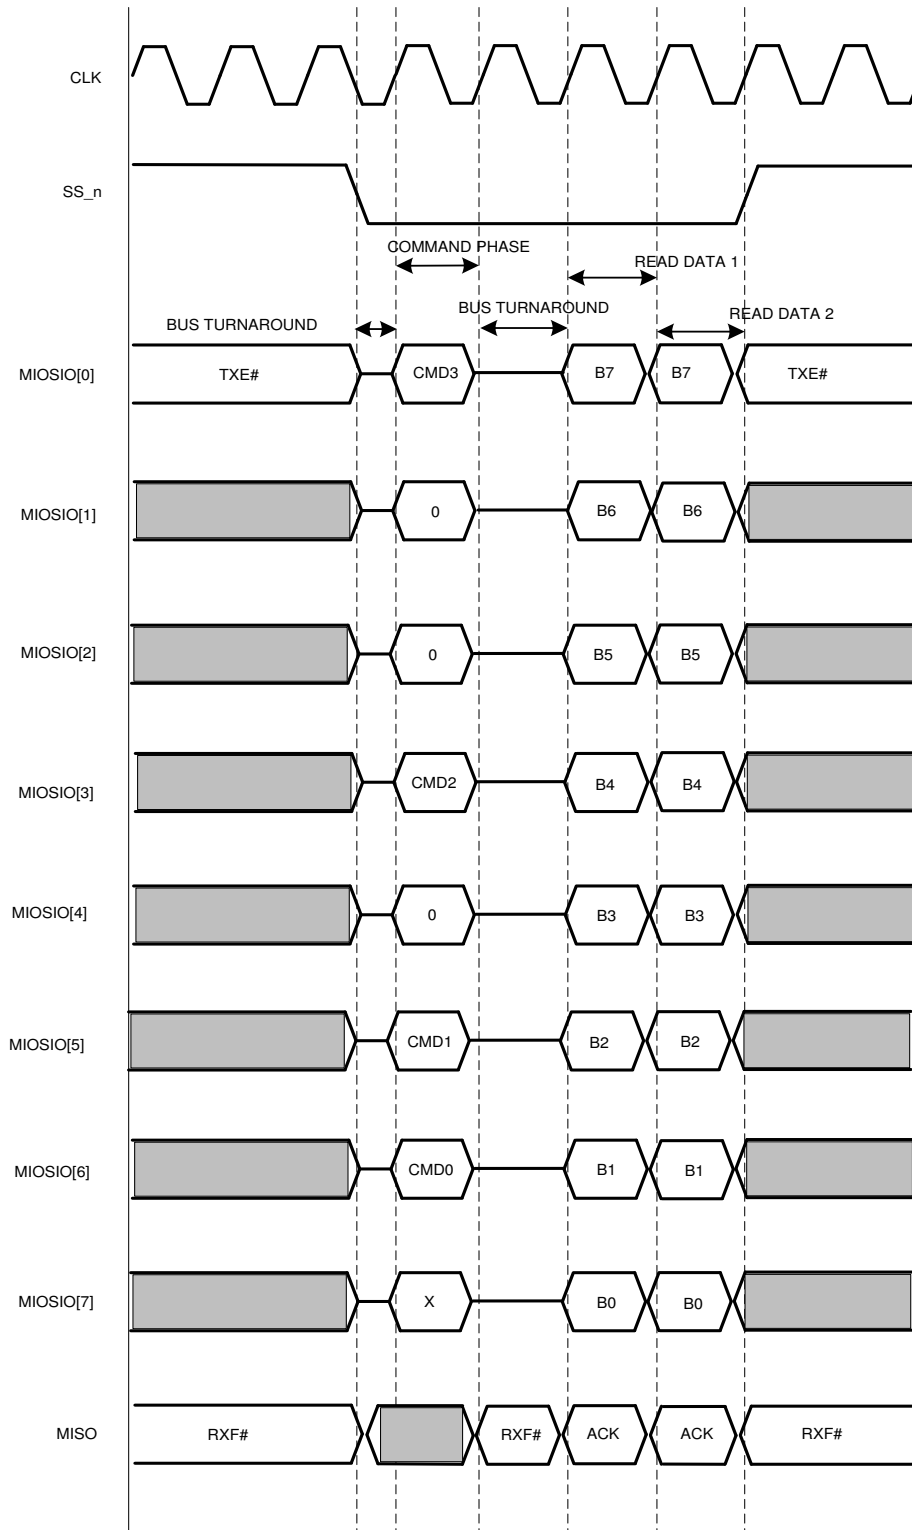 CLK
SS_n
COMMAND PHASE
READ DATA 1
BUS TURNAROUND
READ DATA 2
BUS TURNAROUND
MIOSIO[0] TXE# CMD3 B7 B7 TXE#
MIOSIO[1] 0 B6 B6
MIOSIO[2] 0 B5 B5
MIOSIO[3] CMD2 B4 B4
MIOSIO[4] 0 B3 B3
MIOSIO[5] CMD1 B2 B2
MIOSIO[6] CMD0 B1 B1
MIOSIO[7] X B0 B0
MISO RXF# RXF# ACK ACK RXF#